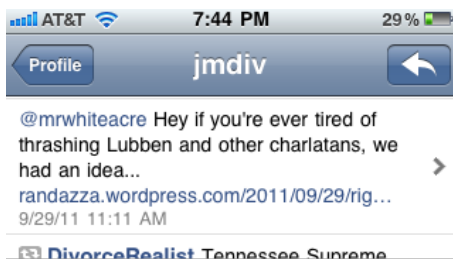 AT&T 7:44 PM 29%
Profile jmdiv
@mrwhiteacre Hey if you're ever tired of
thrashing Lubben and other charlatans, we
had an idea...
randazza.wordpress.com/2011/09/29/rig...
9/29/11 11:11 AM
DivorceRealist Tennessee Supreme